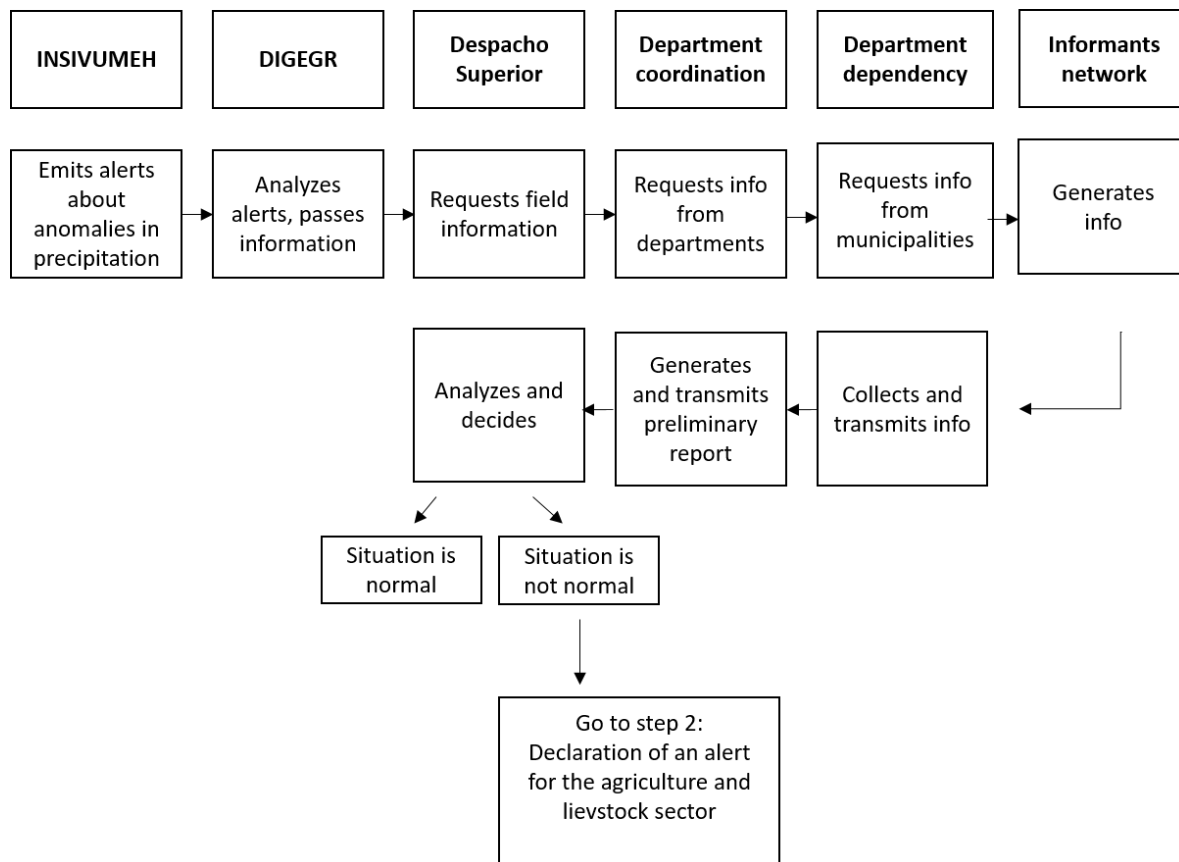 INSIVUMEH
DIGEGR
Despacho
Superior
Department
coordination
Department
dependency
Informants
network
Emits alerts
about
anomalies in
precipitation
Analyzes
alerts, passes
information
Requests field
information
Requests info
from
departments
Requests info
from
municipalities
Generates
info
Analyzes and
decides
Generates
and transmits
preliminary
report
Collects and
transmits info
Situation is
normal
Situation is
not normal
Go to step 2:
Declaration of an alert
for the agriculture and
lievstock sector